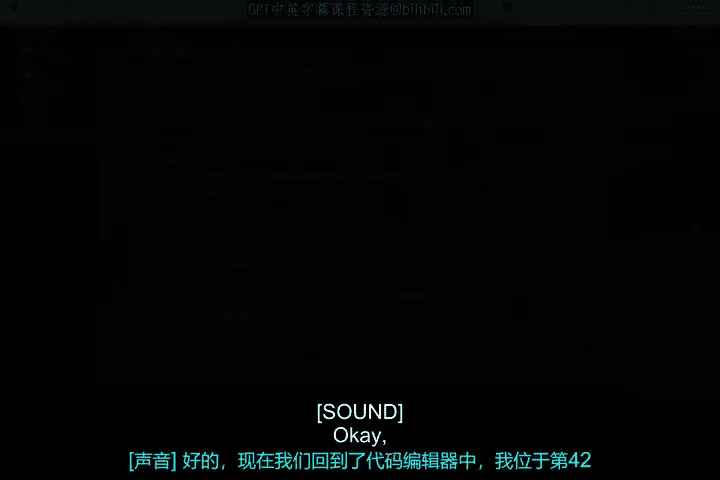 GPT中英字幕课程资源@bilibili.com
[SOUND]
Okay,
[声音] 好的，现在我们回到了代码编辑器中，我位于第42